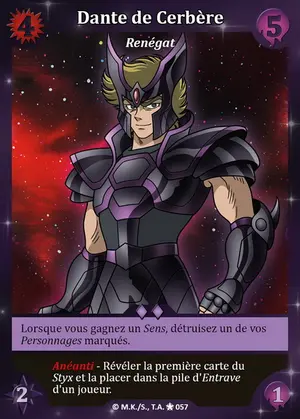 4
Dante de Cerbère
5
Renégat
Lorsque vous gagnez un Sens, détruisez un de vos
Personnages marqués.
2
Anéanti - Révéler la première carte du
Styx et la placer dans la pile d'Entrave
d'un joueur.
1
© M.K./S., T.A. ★ 057